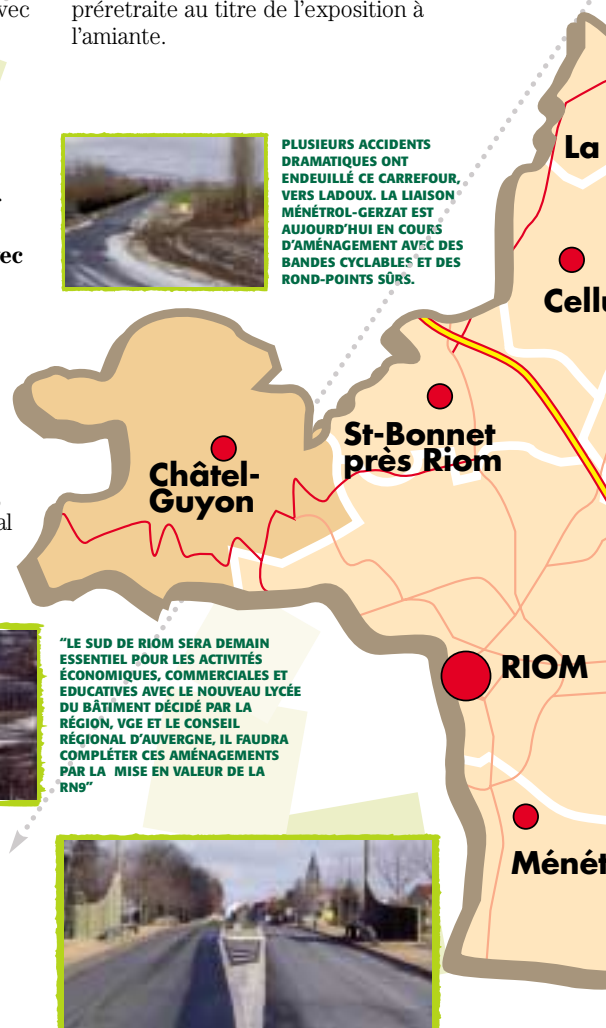 vec
préretraite au titre de l'exposition à
l'amiante.
PLUSIEURS ACCIDENTS
DRAMATIQUES ONT
ENDEUILLÉ CE CARREFOUR,
VERS LADOUX. LA LIAISON
MÉNÉTROL-GERZAT EST
AUJOURD'HUI EN COURS
D'AMÉNAGEMENT AVEC DES
BANDES CYCLABLES ET DES
ROND-POINTS SÛRS.
ec
La
Cellu
St-Bonnet
près Riom
Châtel-
Guyon
al
"LE SUD DE RIOM SERA DEMAIN
ESSENTIEL POUR LES ACTIVITÉS
ÉCONOMIQUES, COMMERCIALES ET
EDUCATIVES AVEC LE NOUVEAU LYCÉE
DU BÂTIMENT DÉCIDÉ PAR LA
RÉGION, VGE ET LE CONSEIL
RÉGIONAL D'AUVERGNE, IL FAUDRA
COMPLÉTER CES AMÉNAGEMENTS
PAR LA MISE EN VALEUR DE LA
RN9"
RIOM
Ménét